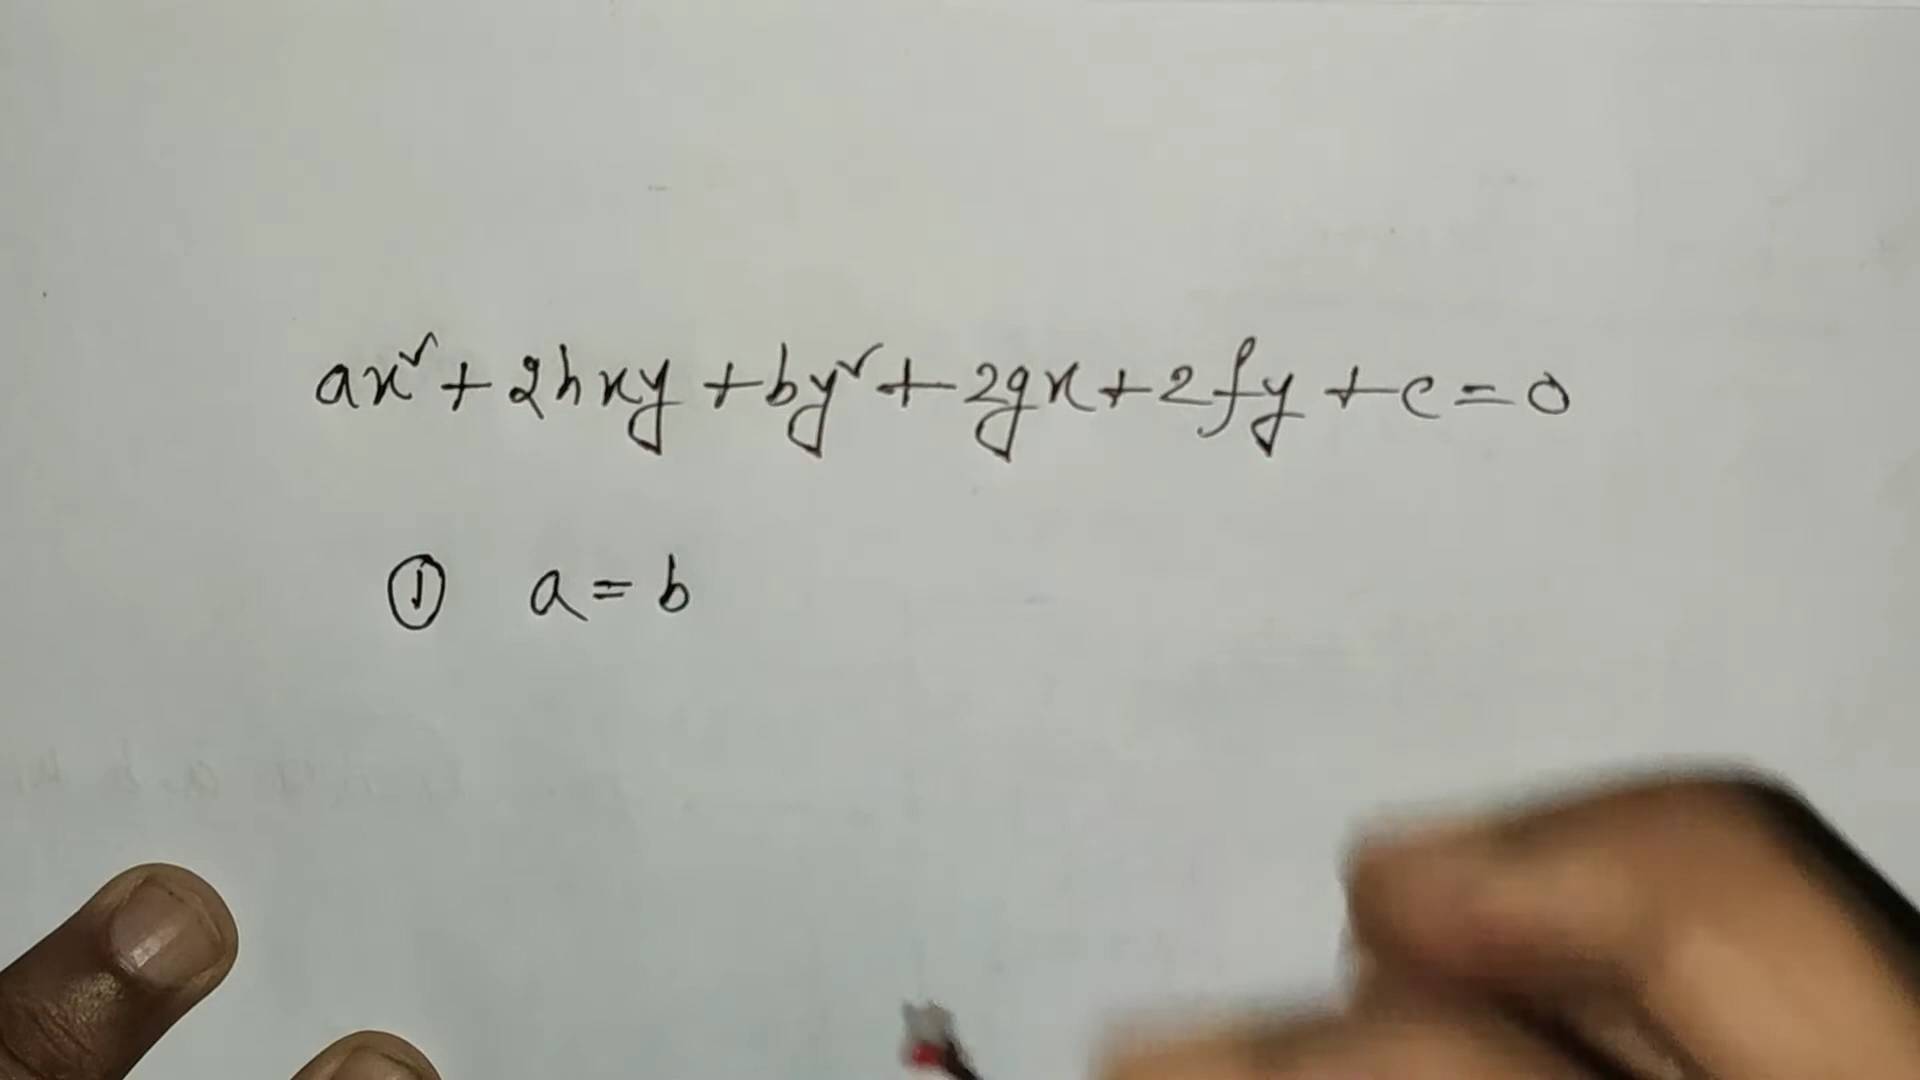 ax² + 2hxy + by² + 2gx + 2fy + c = 0
① a = b